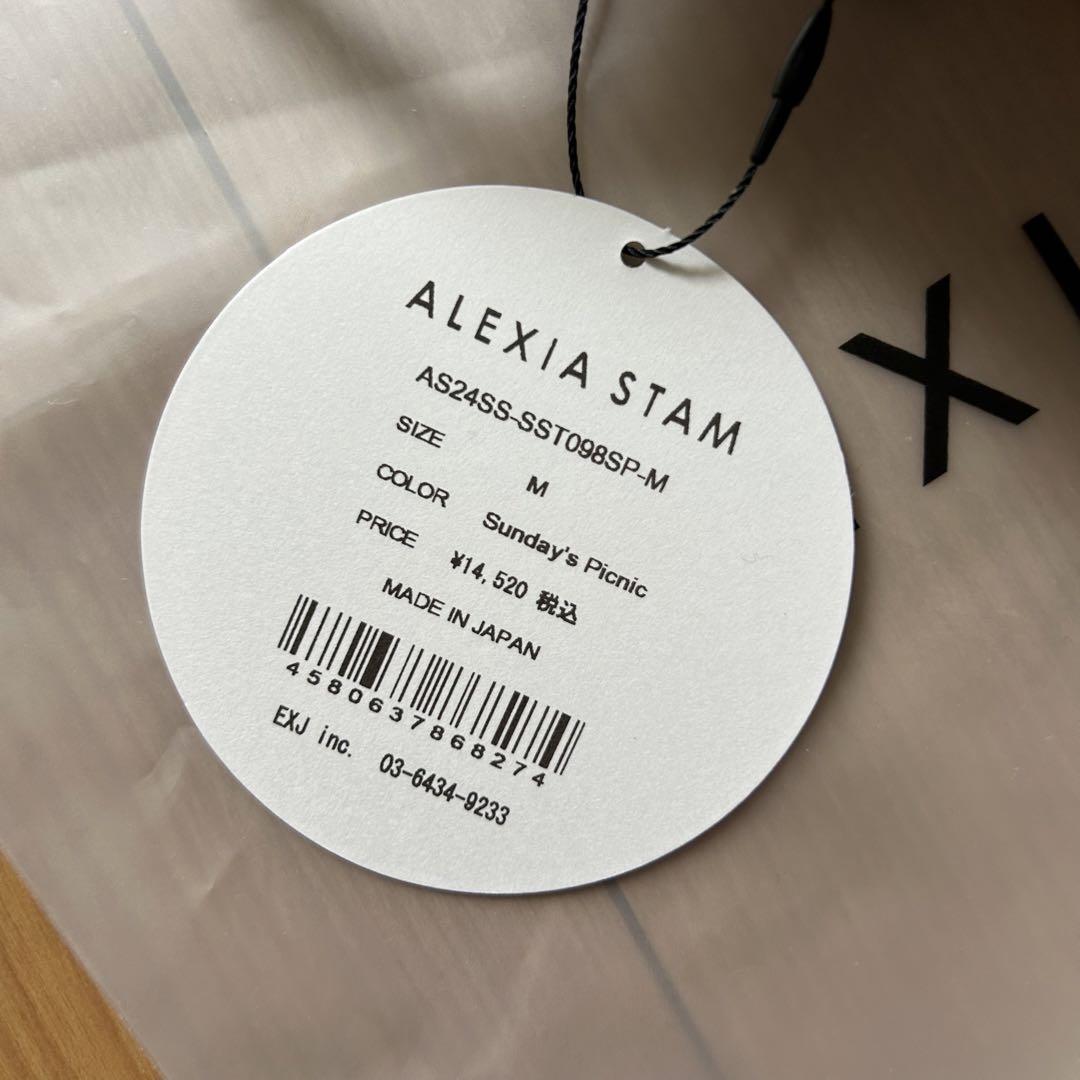 ALEXIA STAM
AS24SS-SST098SP-M
SIZE M
COLOR Sunday's Picnic
PRICE ¥14,520 税込
MADE IN JAPAN
4580637868274
EXJ inc. 03-6434-9233
X